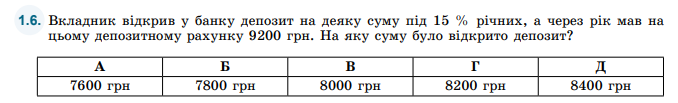 1.6. Вкладник відкрив у банку депозит на деяку суму під 15 % річних, а через рік мав на
цьому депозитному рахунку 9200 грн. На яку суму було відкрито депозит?
А Б В Г Д
7600 грн 7800 грн 8000 грн 8200 грн 8400 грн